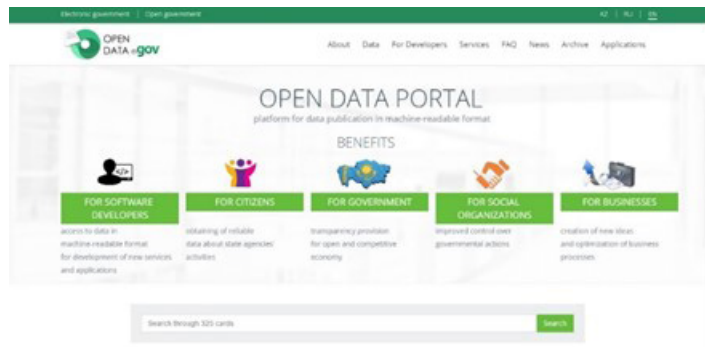 Electronic government | Open government
KZ | RU | EN
OPEN
DATA egov
About Data For Developers Services FAQ News Archive Applications
OPEN DATA PORTAL
platform for data publication in machine-readable format
BENEFITS
</>
FOR SOFTWARE
DEVELOPERS
access to data in
machine-readable format
for development of new services
and applications
FOR CITIZENS
obtaining of reliable
data about state agencies'
activities
FOR GOVERNMENT
transparency provision
for open and competitive
economy
FOR SOCIAL
ORGANIZATIONS
improved control over
governmental actions
FOR BUSINESSES
creation of new ideas
and optimization of business
processes
Search through 325 cards
Search